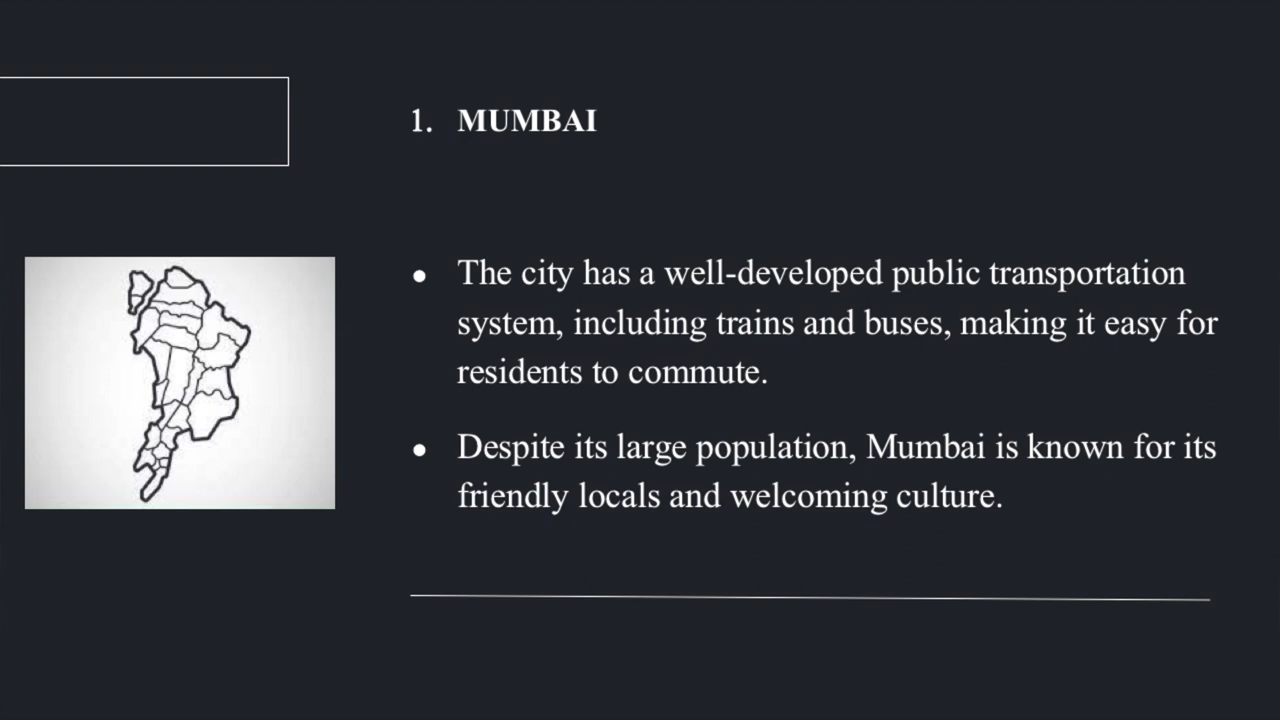 1. MUMBAI
● The city has a well-developed public transportation
system, including trains and buses, making it easy for
residents to commute.
● Despite its large population, Mumbai is known for its
friendly locals and welcoming culture.